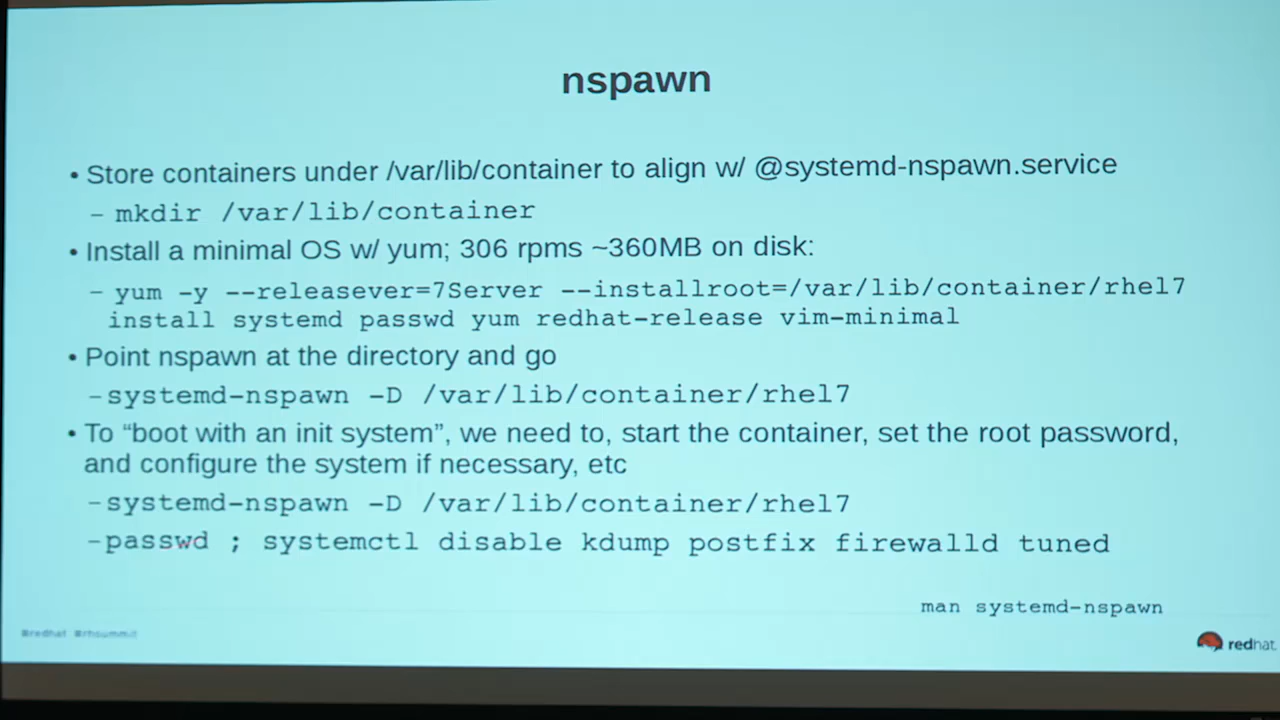 nspawn
• Store containers under /var/lib/container to align w/ @systemd-nspawn.service
– mkdir /var/lib/container
• Install a minimal OS w/ yum; 306 rpms ~360MB on disk:
– yum -y --releasever=7Server --installroot=/var/lib/container/rhel7
install systemd passwd yum redhat-release vim-minimal
• Point nspawn at the directory and go
–systemd-nspawn -D /var/lib/container/rhel7
• To “boot with an init system”, we need to, start the container, set the root password,
and configure the system if necessary, etc
–systemd-nspawn -D /var/lib/container/rhel7
–passwd ; systemctl disable kdump postfix firewalld tuned
man systemd-nspawn
#redhat #rhsummit
redhat.